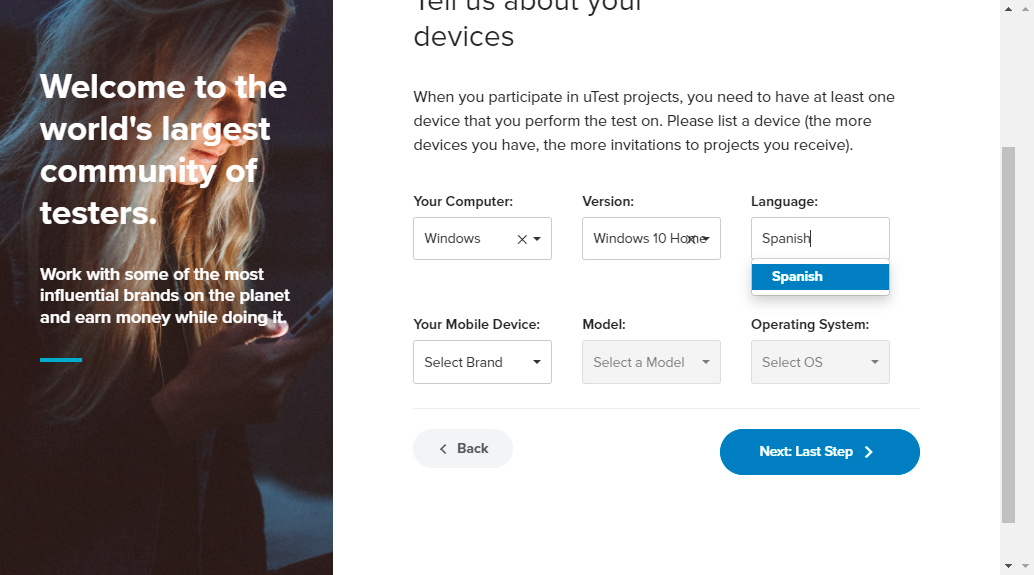 Welcome to the
world's largest
community of
testers.
Work with some of the most
influential brands on the planet
and earn money while doing it.
Tell us about your
devices
When you participate in uTest projects, you need to have at least one
device that you perform the test on. Please list a device (the more
devices you have, the more invitations to projects you receive).
Your Computer: Version: Language:
Windows Windows 10 Home Spanish
Spanish
Your Mobile Device: Model: Operating System:
Select Brand Select a Model Select OS
Back Next: Last Step